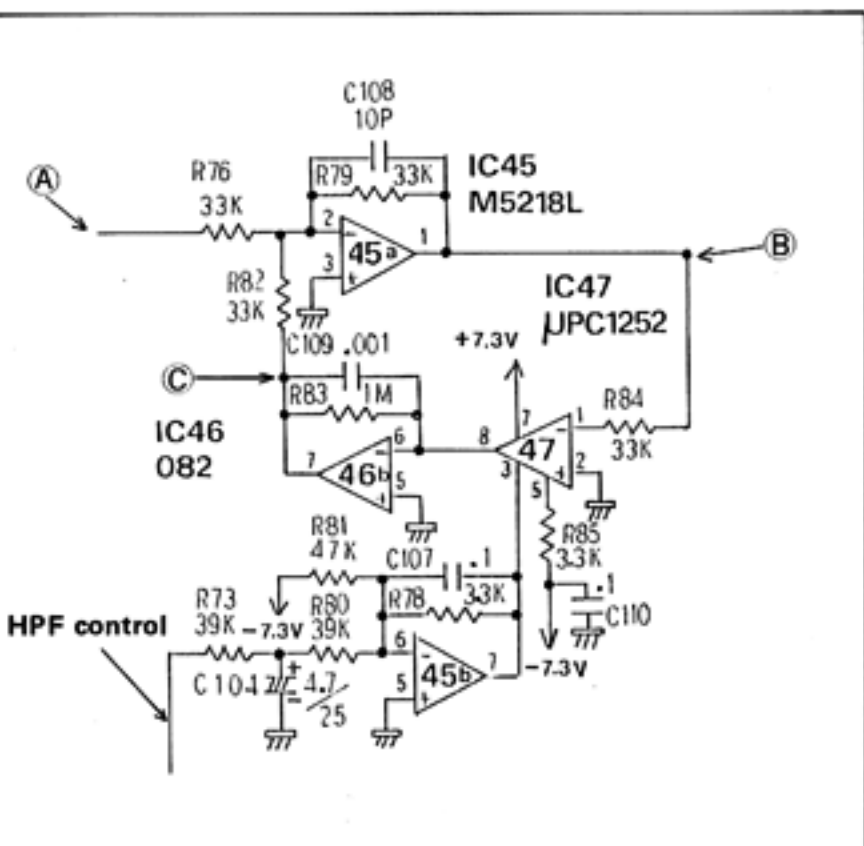 C108
10P
R76
33K
R79
33K
IC45
M5218L
A
2
3
45a
1
B
R82
33K
IC47
μPC1252
+7.3V
C109 .001
C
R83
1M
R84
33K
7
1
IC46
082
6
8
47
2
7
46b
5
3
5
R81
47K
C107
.1
R85
3.3K
.1
C110
R73
39K
-7.3V
R80
39K
R78
3.3K
HPF control
6
7
-7.3V
C104
4.7/25
5
45b